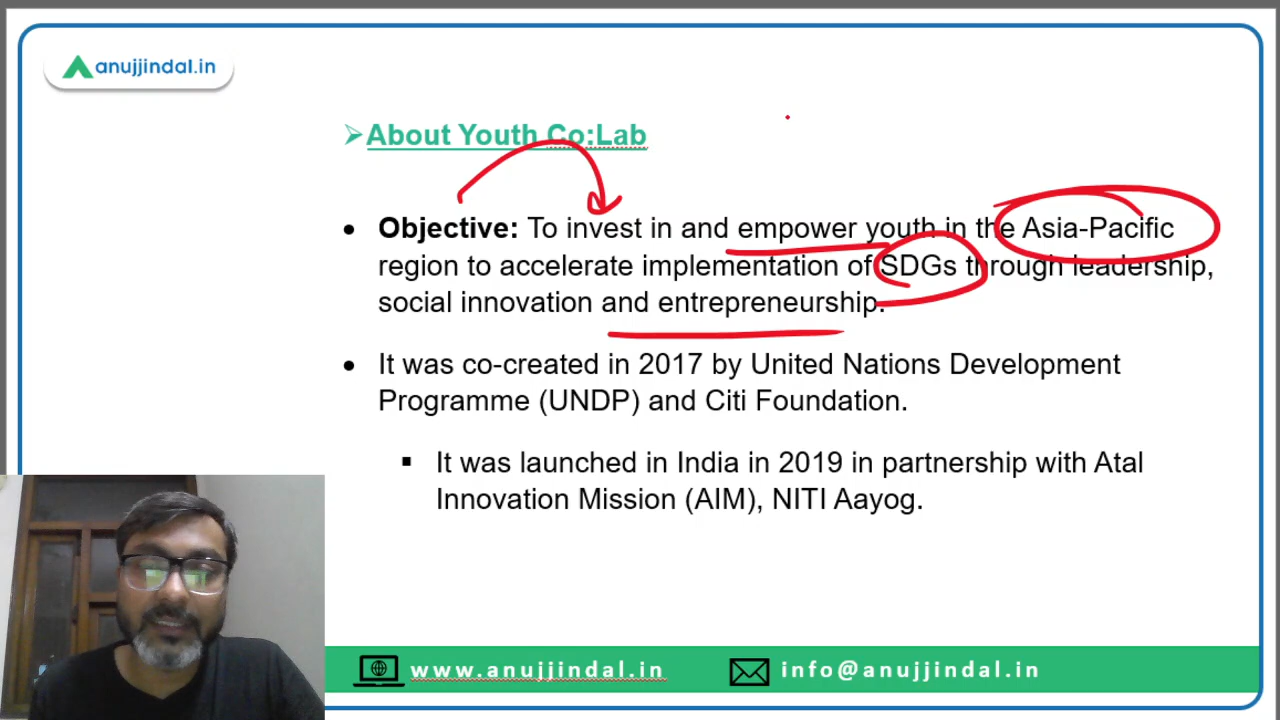 anujjindal.in
➢About Youth Co:Lab
• Objective: To invest in and empower youth in the Asia-Pacific
region to accelerate implementation of SDGs through leadership,
social innovation and entrepreneurship.
• It was co-created in 2017 by United Nations Development
Programme (UNDP) and Citi Foundation.
▪ It was launched in India in 2019 in partnership with Atal
Innovation Mission (AIM), NITI Aayog.
www.anujjindal.in info@anujjindal.in